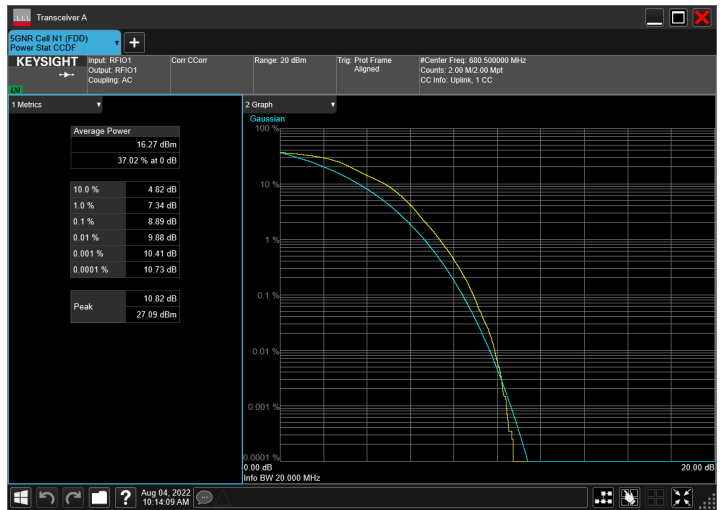 Transceiver A
5GNR Cell N1 (FDD)
Power Stat CCDF
KEYSIGHT
LXI
Input: RFIO1
Output: RFIO1
Coupling: AC
Corr CCorr
Range: 20 dBm
Trig: Prot Frame
Aligned
#Center Freq: 680.500000 MHz
Counts: 2.00 M/2.00 Mpt
CC Info: Uplink, 1 CC
1 Metrics
Average Power
16.27 dBm
37.02 % at 0 dB
10.0 % 4.82 dB
1.0 % 7.34 dB
0.1 % 8.89 dB
0.01 % 9.88 dB
0.001 % 10.41 dB
0.0001 % 10.73 dB
Peak
10.82 dB
27.09 dBm
2 Graph
Gaussian
100 %
10 %
1 %
0.1 %
0.01 %
0.001 %
0.0001 %
0.00 dB 20.00 dB
Info BW 20.000 MHz
Aug 04, 2022
10:14:09 AM